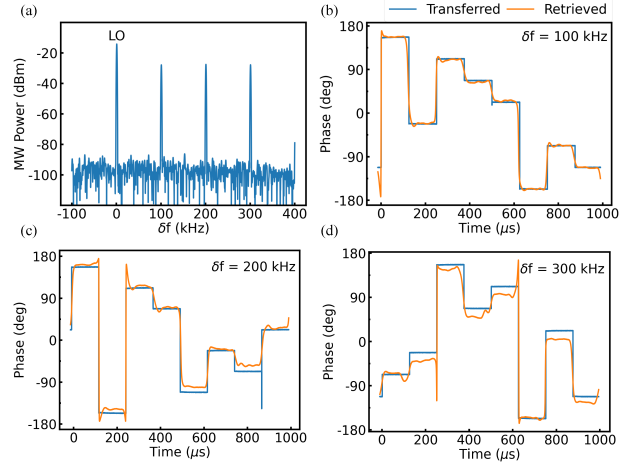 (a)
LO
MW Power (dBm)
0
-20
-40
-60
-80
-100
-100 0 100 200 300 400
δf (kHz)
(b)
Transferred Retrieved
δf = 100 kHz
Phase (deg)
180
90
0
-90
-180
0 200 400 600 800 1000
Time (μs)
(c)
δf = 200 kHz
Phase (deg)
180
90
0
-90
-180
0 200 400 600 800 1000
Time (μs)
(d)
δf = 300 kHz
Phase (deg)
180
90
0
-90
-180
0 200 400 600 800 1000
Time (μs)